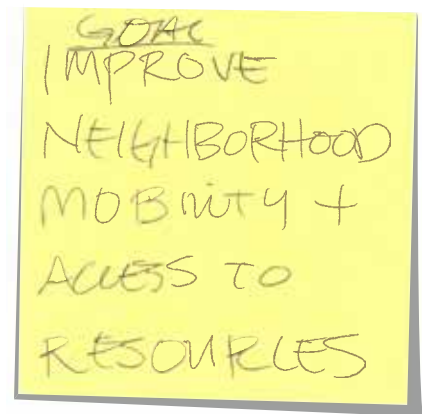 GOAL
IMPROVE
NEIGHBORHOOD
MOBILITY +
ACCESS TO
RESOURCES